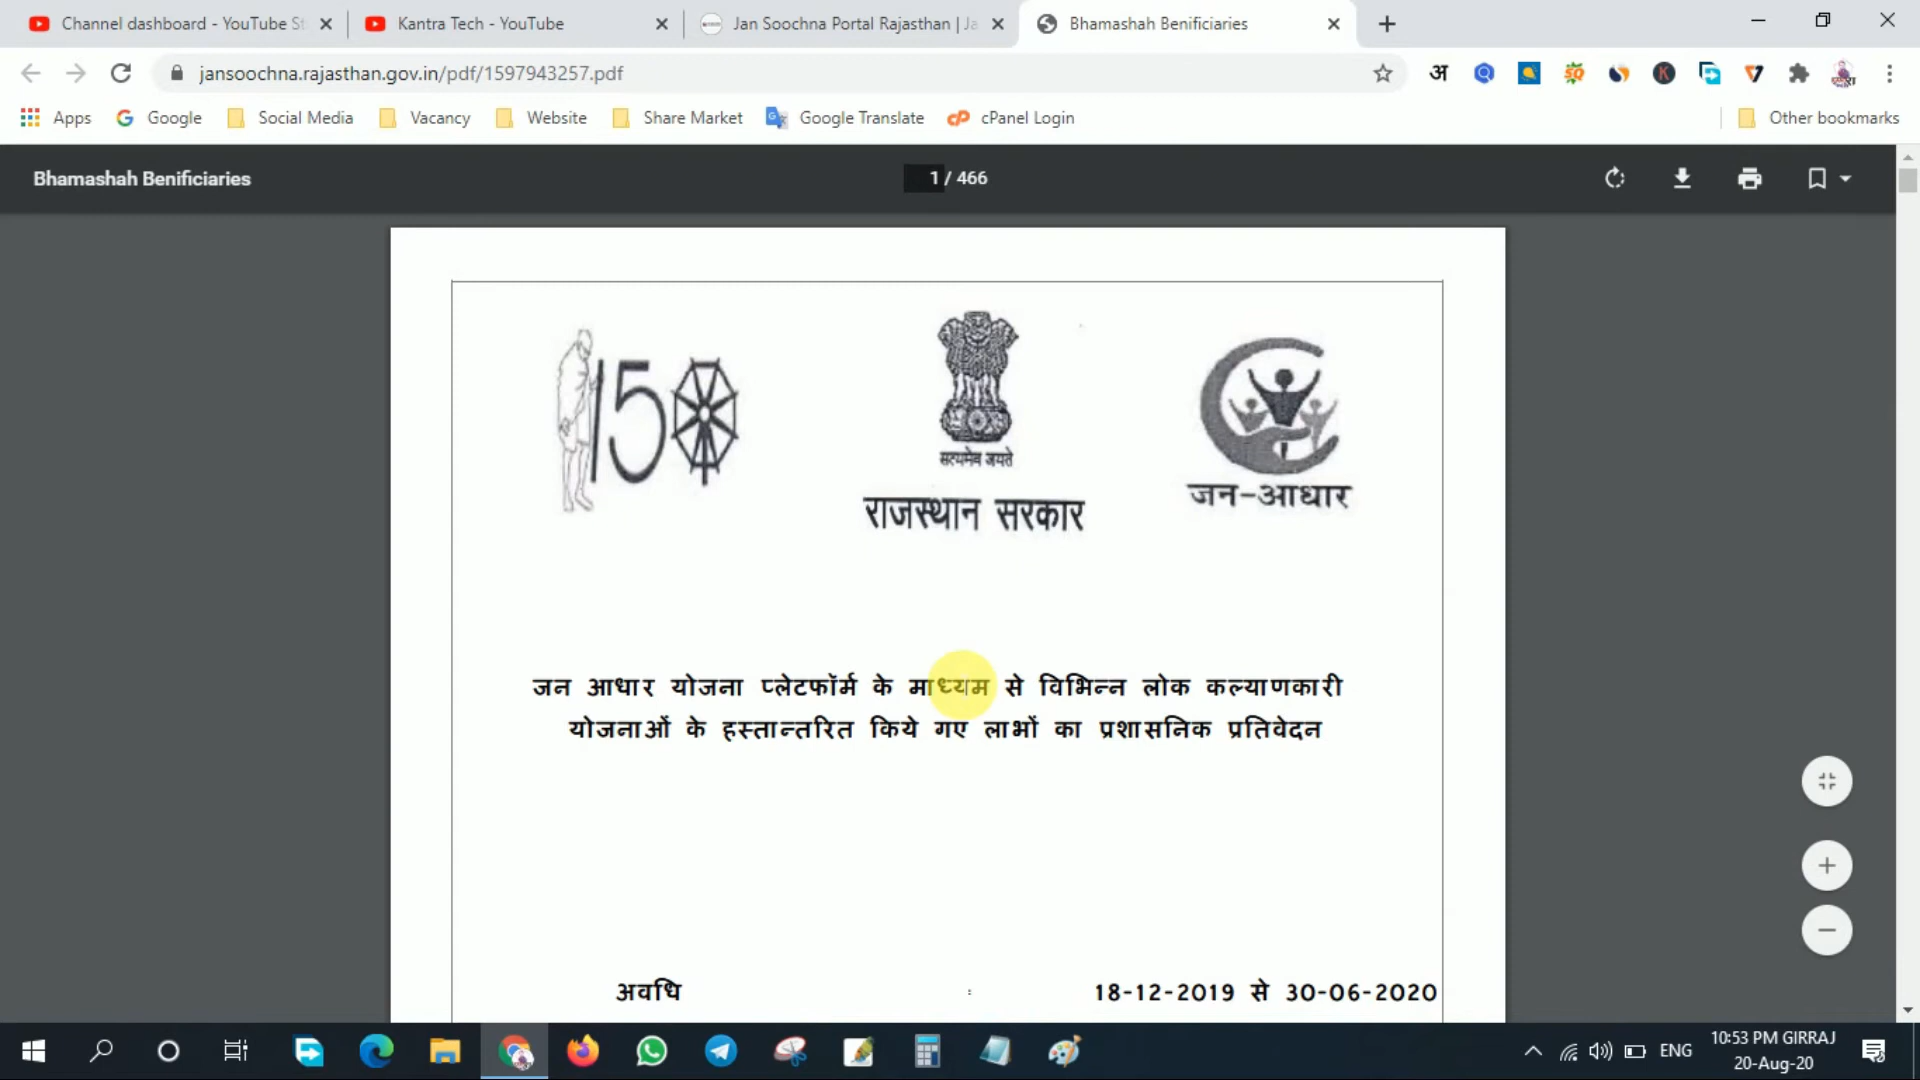 Channel dashboard - YouTube St
Kantra Tech - YouTube
Jan Soochna Portal Rajasthan | Ja
Bhamashah Benificiaries
jansoochna.rajasthan.gov.in/pdf/1597943257.pdf
Apps
Google
Social Media
Vacancy
Website
Share Market
Google Translate
cPanel Login
Other bookmarks
Bhamashah Benificiaries
1 / 466
150
सत्यमेव जयते
राजस्थान सरकार
जन-आधार
जन आधार योजना प्लेटफॉर्म के माध्यम से विभिन्न लोक कल्याणकारी
योजनाओं के हस्तान्तरित किये गए लाभों का प्रशासनिक प्रतिवेदन
अवधि : 18-12-2019 से 30-06-2020
ENG
10:53 PM GIRRAJ
20-Aug-20